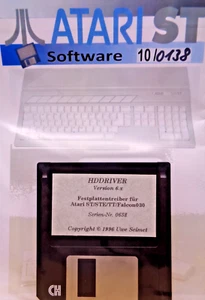 ATARI ST
Software 10/0138
HDDRIVER
Version 6.x
Festplattentreiber für
Atari ST/STE/TT/Falcon030
Serien-Nr. 0658
Copyright © 1996 Uwe Seimet
CH